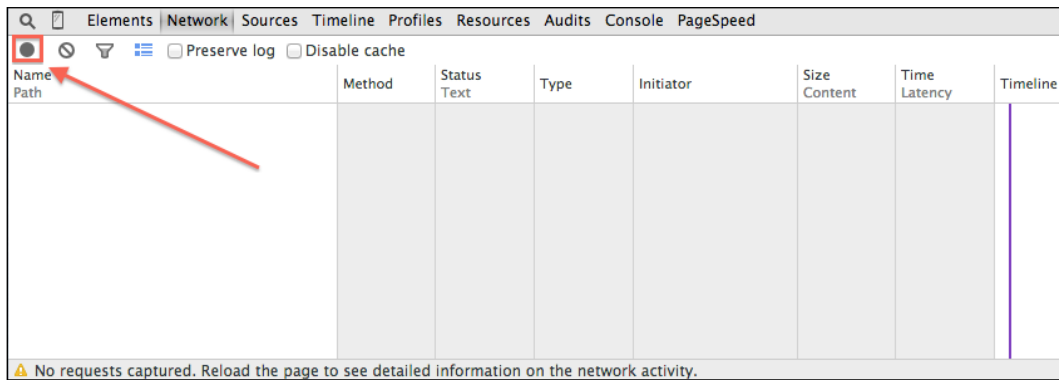 Elements Network Sources Timeline Profiles Resources Audits Console PageSpeed
Preserve log Disable cache
Name Method Status Type Initiator Size Time Timeline
Path Text Content Latency
No requests captured. Reload the page to see detailed information on the network activity.